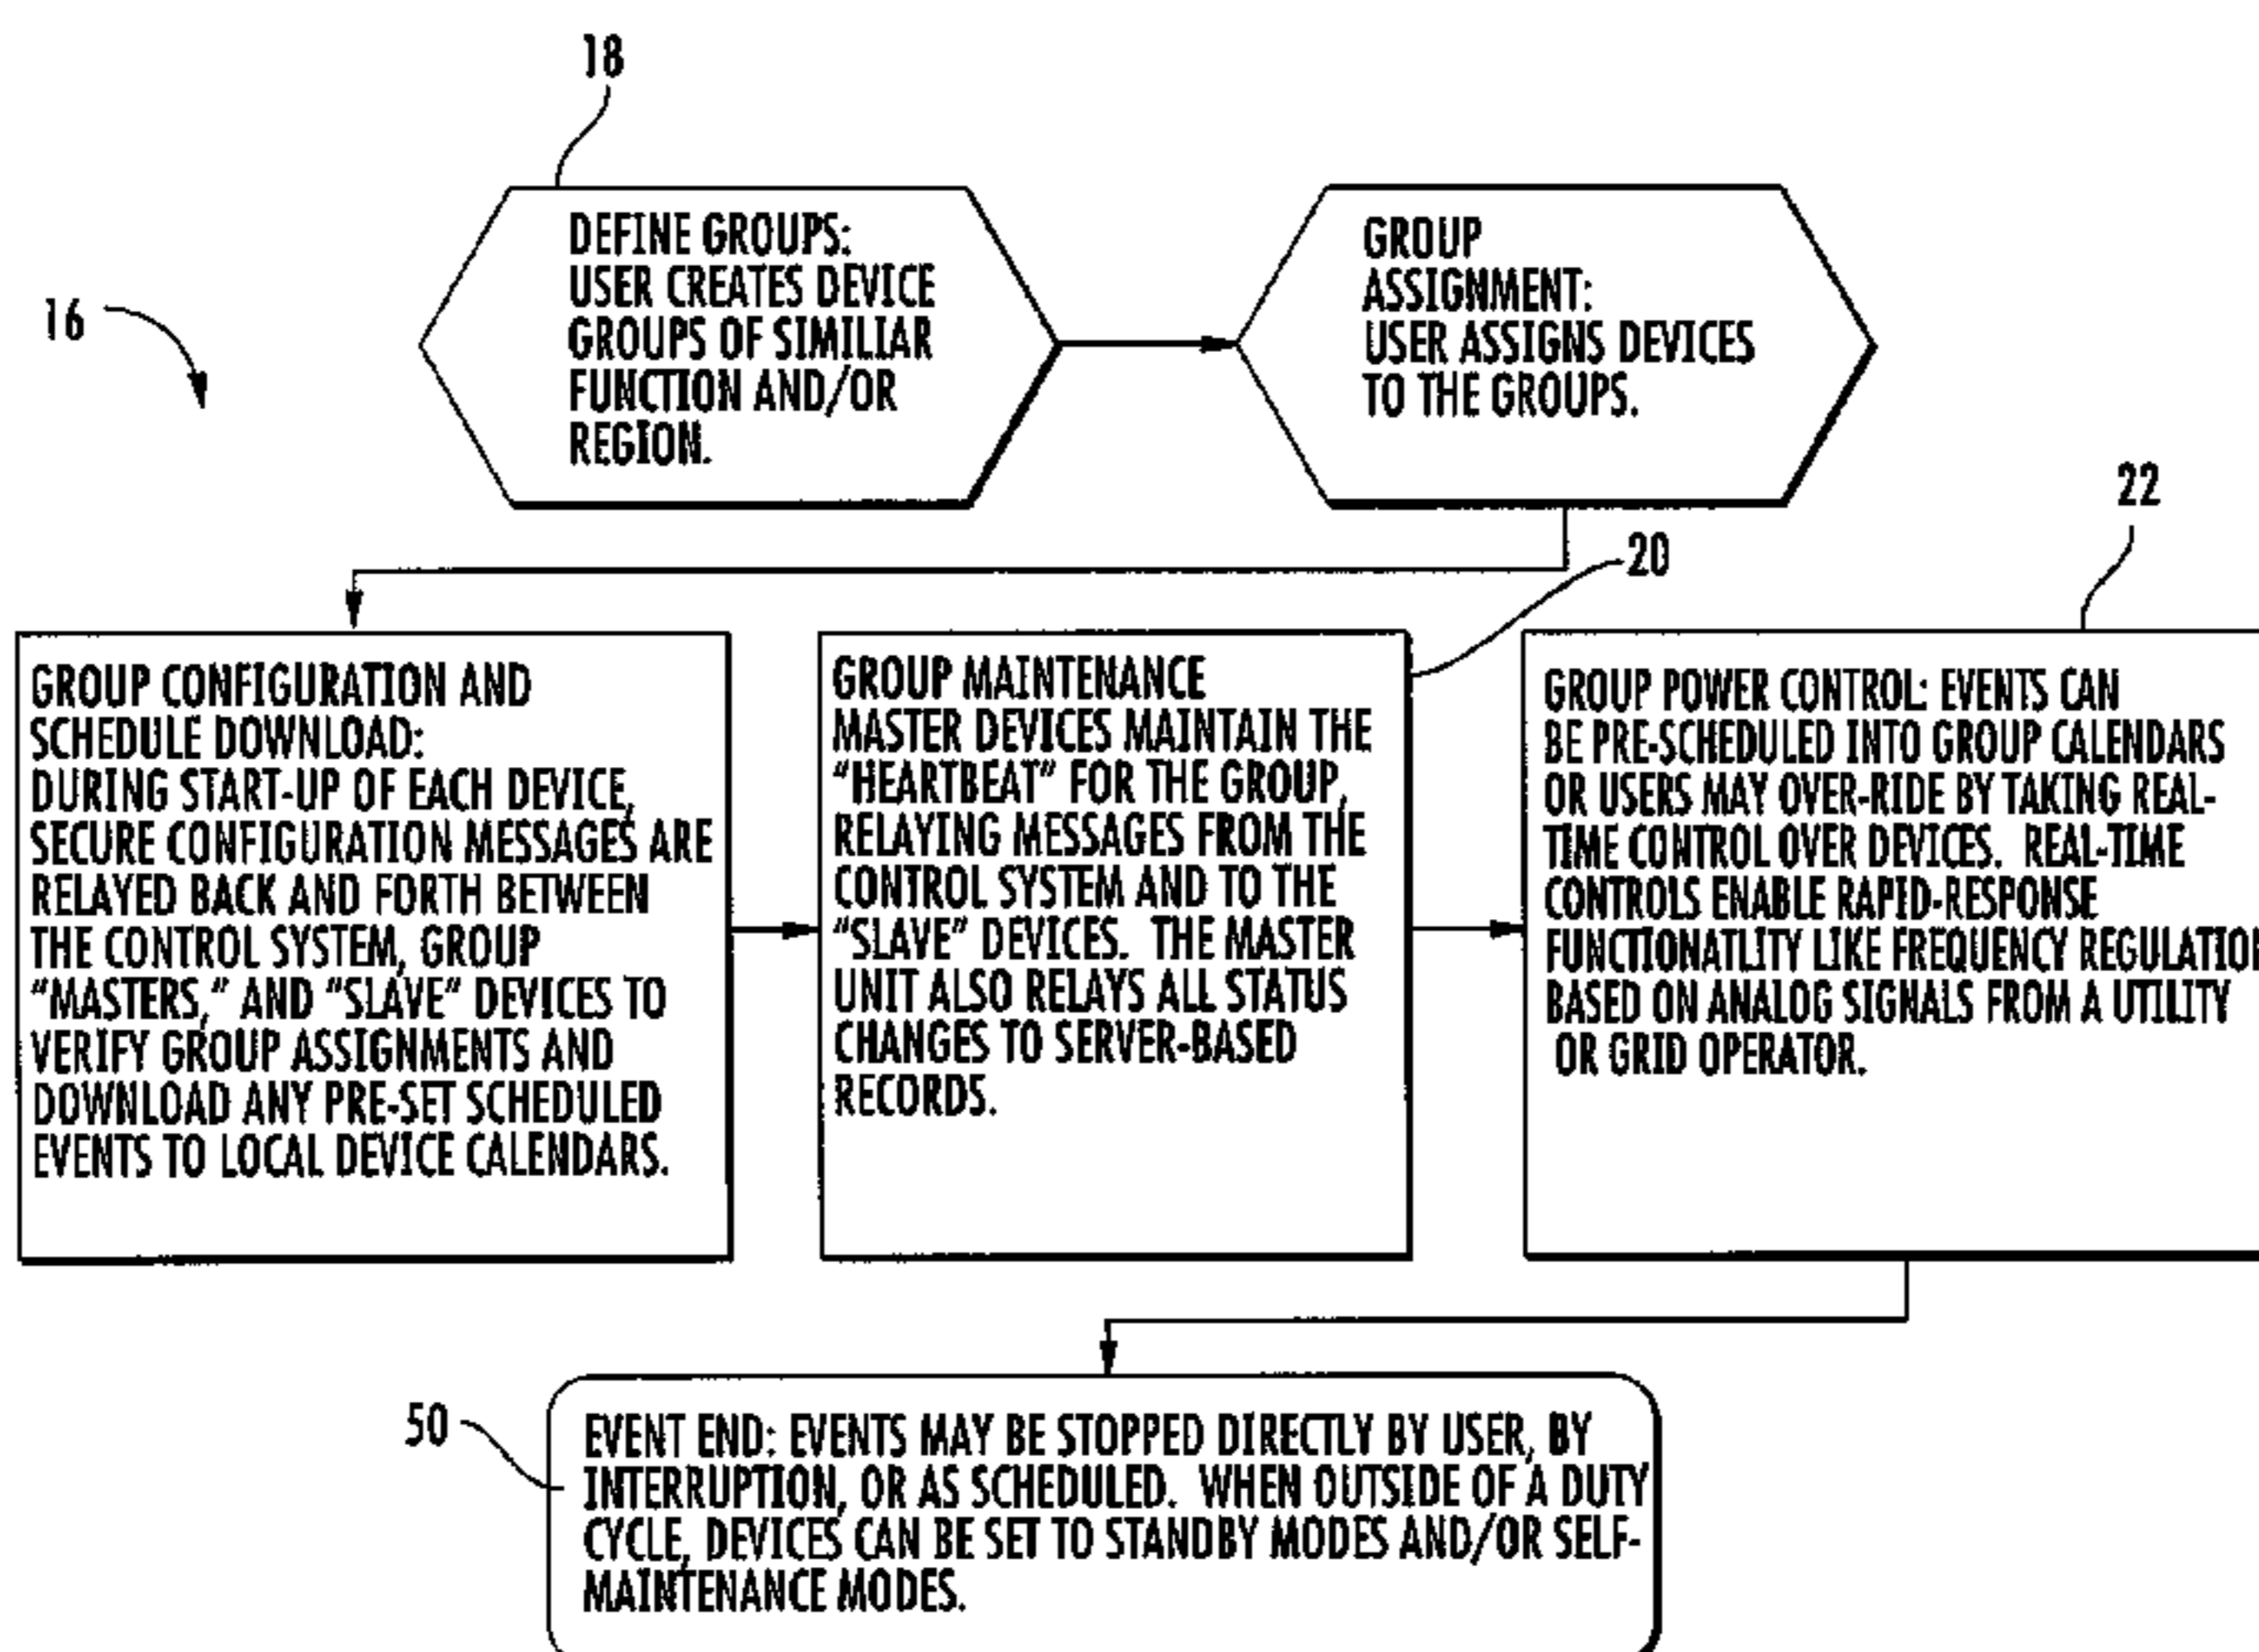 18
DEFINE GROUPS:
USER CREATES DEVICE
GROUPS OF SIMILIAR
FUNCTION AND/OR
REGION.
GROUP
ASSIGNMENT:
USER ASSIGNS DEVICES
TO THE GROUPS.
16
22
20
GROUP CONFIGURATION AND
SCHEDULE DOWNLOAD:
DURING START-UP OF EACH DEVICE,
SECURE CONFIGURATION MESSAGES ARE
RELAYED BACK AND FORTH BETWEEN
THE CONTROL SYSTEM, GROUP
"MASTERS," AND "SLAVE" DEVICES TO
VERIFY GROUP ASSIGNMENTS AND
DOWNLOAD ANY PRE-SET SCHEDULED
EVENTS TO LOCAL DEVICE CALENDARS.
GROUP MAINTENANCE
MASTER DEVICES MAINTAIN THE
"HEARTBEAT" FOR THE GROUP,
RELAYING MESSAGES FROM THE
CONTROL SYSTEM AND TO THE
"SLAVE" DEVICES. THE MASTER
UNIT ALSO RELAYS ALL STATUS
CHANGES TO SERVER-BASED
RECORDS.
GROUP POWER CONTROL: EVENTS CAN
BE PRE-SCHEDULED INTO GROUP CALENDARS
OR USERS MAY OVER-RIDE BY TAKING REAL-
TIME CONTROL OVER DEVICES. REAL-TIME
CONTROLS ENABLE RAPID-RESPONSE
FUNCTIONATLITY LIKE FREQUENCY REGULATION
BASED ON ANALOG SIGNALS FROM A UTILITY
OR GRID OPERATOR.
50
EVENT END: EVENTS MAY BE STOPPED DIRECTLY BY USER, BY
INTERRUPTION, OR AS SCHEDULED. WHEN OUTSIDE OF A DUTY
CYCLE, DEVICES CAN BE SET TO STANDBY MODES AND/OR SELF-
MAINTENANCE MODES.